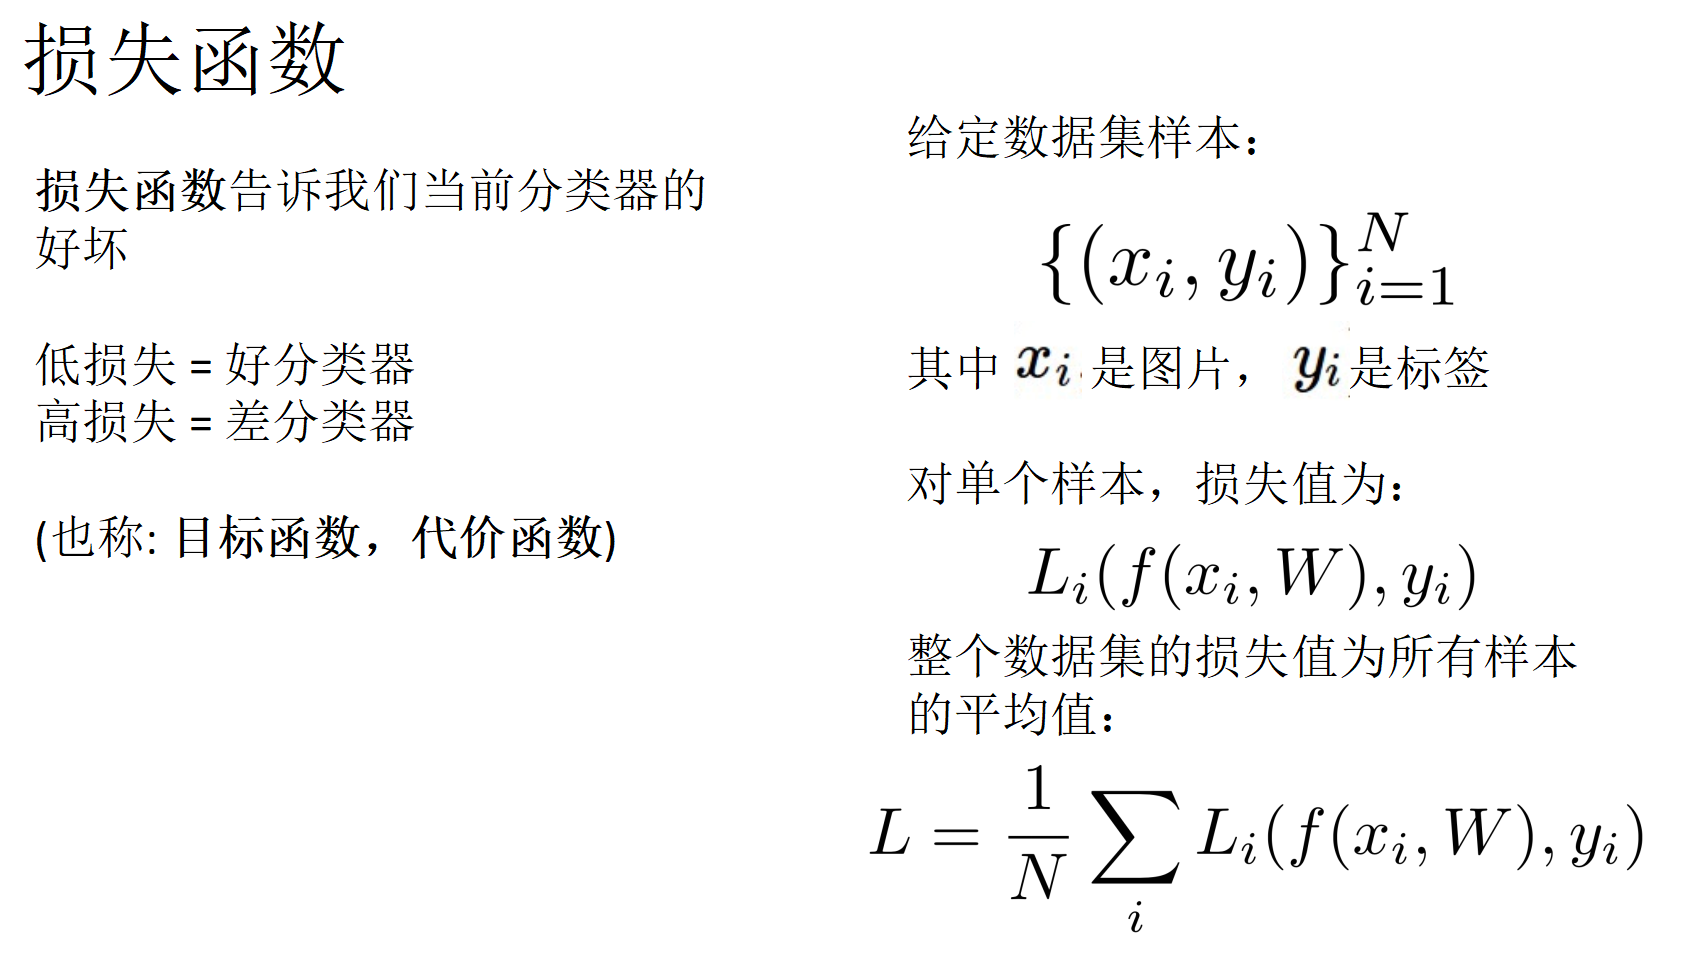 损失函数
损失函数告诉我们当前分类器的
好坏
低损失 = 好分类器
高损失 = 差分类器
(也称: 目标函数，代价函数)
给定数据集样本：
{(x_i, y_i)}_{i=1}^N
其中 x_i 是图片， y_i 是标签
对单个样本，损失值为：
L_i(f(x_i, W), y_i)
整个数据集的损失值为所有样本
的平均值：
L = \frac{1}{N} \sum_i L_i(f(x_i, W), y_i)